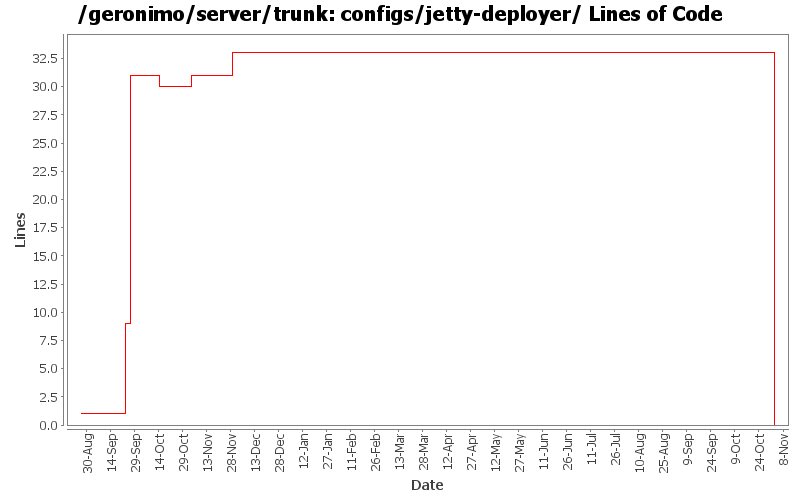 /geronimo/server/trunk: configs/jetty-deployer/ Lines of Code
32.5
30.0
27.5
25.0
22.5
20.0
17.5
15.0
12.5
10.0
7.5
5.0
2.5
0.0
Lines
30-Aug
14-Sep
29-Sep
14-Oct
29-Oct
13-Nov
28-Nov
13-Dec
28-Dec
12-Jan
27-Jan
11-Feb
26-Feb
13-Mar
28-Mar
12-Apr
27-Apr
12-May
27-May
11-Jun
26-Jun
11-Jul
26-Jul
10-Aug
25-Aug
9-Sep
24-Sep
9-Oct
24-Oct
8-Nov
Date